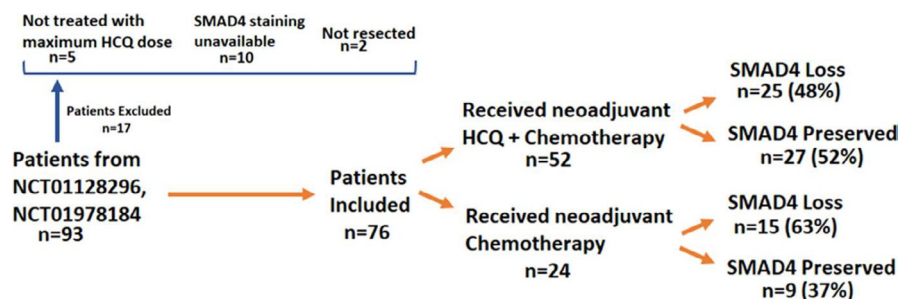 Not treated with
maximum HCQ dose
n=5
SMAD4 staining
unavailable
n=10
Not resected
n=2
Patients Excluded
n=17
Patients from
NCT01128296,
NCT01978184
n=93
Patients
Included
n=76
Received neoadjuvant
HCQ + Chemotherapy
n=52
SMAD4 Loss
n=25 (48%)
SMAD4 Preserved
n=27 (52%)
Received neoadjuvant
Chemotherapy
n=24
SMAD4 Loss
n=15 (63%)
SMAD4 Preserved
n=9 (37%)